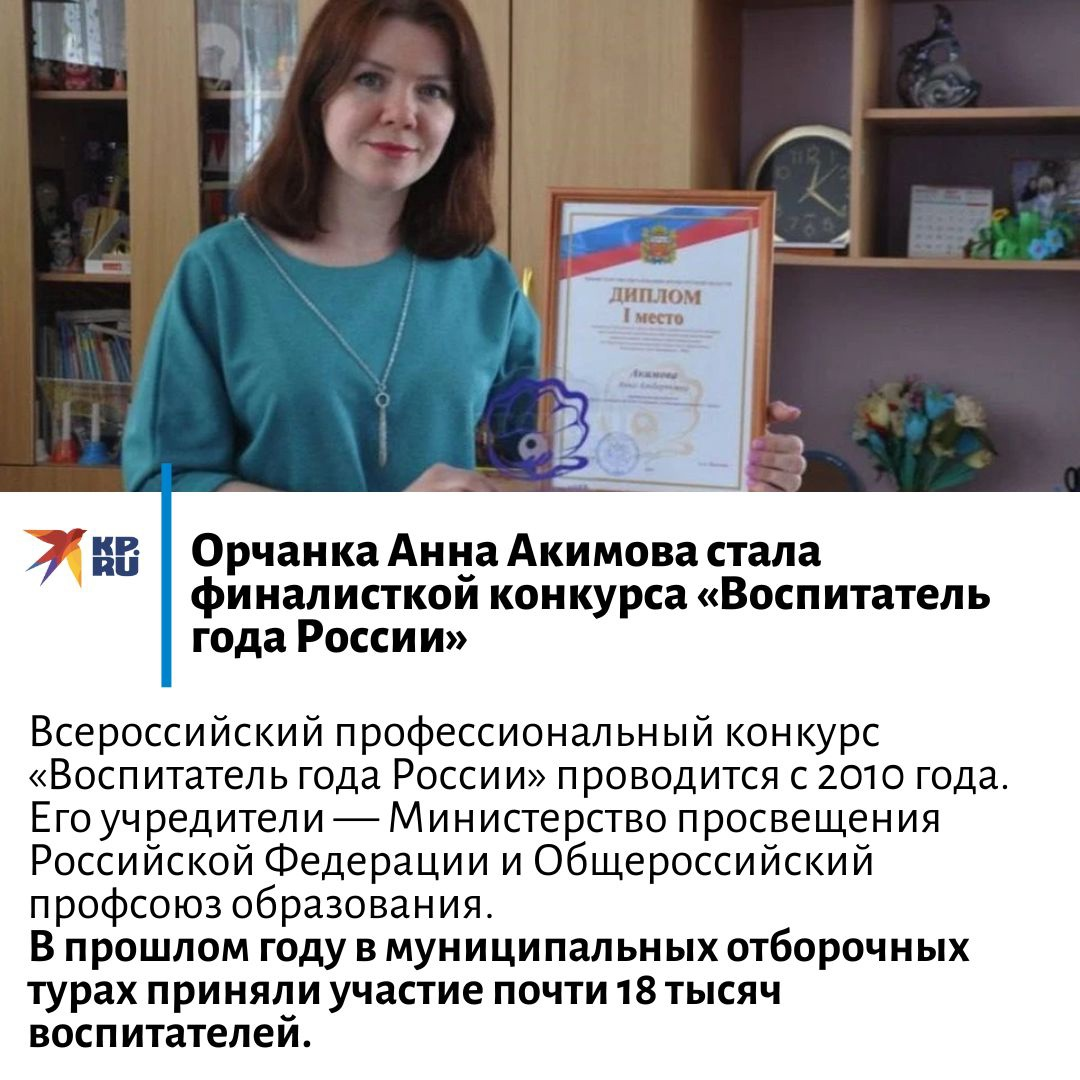 ДИПЛОМ
I место
Акимова
KP.
RU
Орчанка Анна Акимова стала
финалисткой конкурса «Воспитатель
года России»
Всероссийский профессиональный конкурс
«Воспитатель года России» проводится с 2010 года.
Его учредители — Министерство просвещения
Российской Федерации и Общероссийский
профсоюз образования.
В прошлом году в муниципальных отборочных
турах приняли участие почти 18 тысяч
воспитателей.